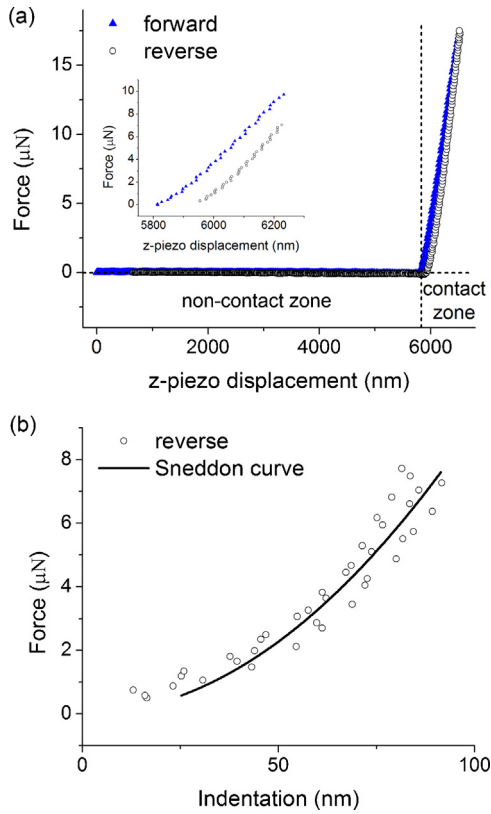 (a)
forward
reverse
Force (μN)
15
10
5
0
Force (μN)
10
8
6
4
2
0
5800 6000 6200
z-piezo displacement (nm)
non-contact zone
contact
zone
0 2000 4000 6000
z-piezo displacement (nm)
(b)
reverse
Sneddon curve
Force (μN)
8
6
4
2
0
0 50 100
Indentation (nm)